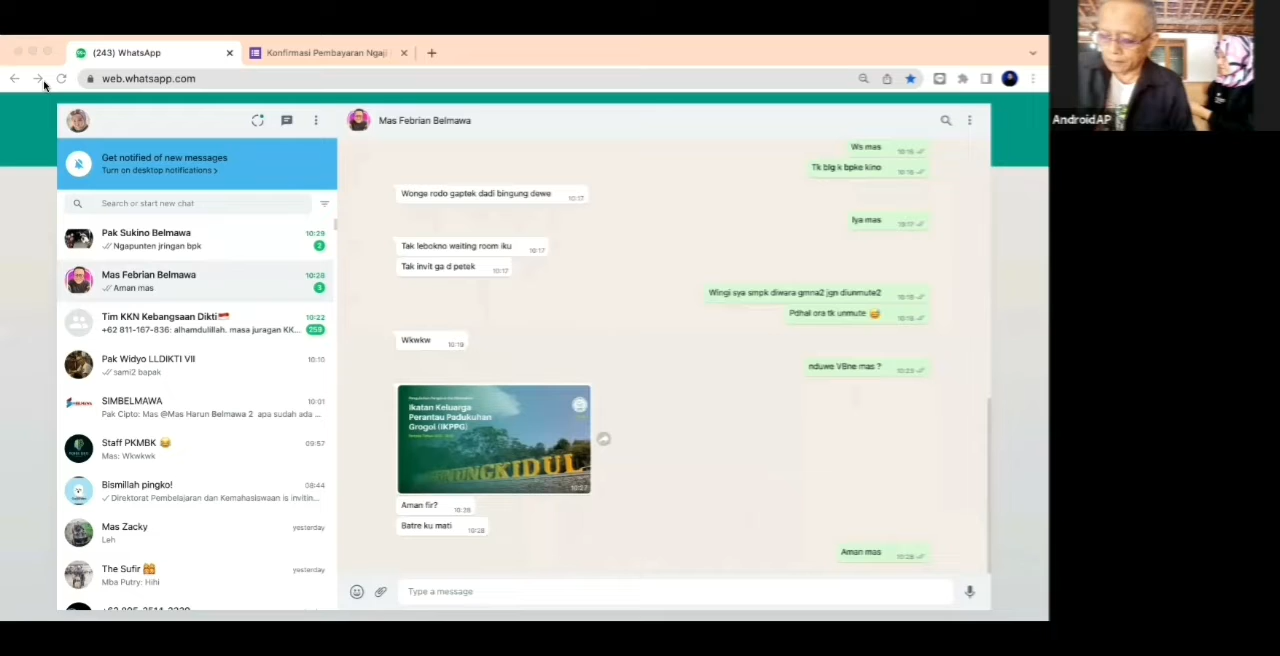 (243) WhatsApp
Konfirmasi Pembayaran Ngaji
web.whatsapp.com
AndroidAP
Mas Febrian Belmawa
Get notified of new messages
Turn on desktop notifications >
Search or start new chat
Pak Sukino Belmawa 10:29
Ngapunten jringan bpk 2
Mas Febrian Belmawa 10:28
Aman mas 3
Tim KKN Kebangsaan Dikti 10:22
+62 811-167-836: alhamdulillah. masa juragan KK... 259
Pak Widyo LLDIKTI VII 10:10
sami2 bapak
SIMBELMAWA 10:01
Pak Cipto: Mas @Mas Harun Belmawa 2 apa sudah ada ...
Staff PKMBK 😂 09:57
Mas: Wkwkwk
Bismillah pingko! 08:44
Direktorat Pembelajaran dan Kemahasiswaan is invitin...
Mas Zacky yesterday
Leh
The Sufir yesterday
Mba Putry: Hihi
Ws mas
Tk blg k bpke kino
Wonge rodo gaptek dadi bingung dewe 10:17
Iya mas 10:17
Tak lebokno waiting room iku 10:17
Tak invit ga d petek 10:17
Wingi sya smpk diwara gmna2 jgn diunmute2
Pdhal ora tk unmute 😅
Wkwkw 10:19
nduwe VBne mas ?
Ikatan Keluarga
Perantau Padukuhan
Grogol (IKPPG)
GUNUNGKIDUL
Aman fir?
Batre ku mati 10:28
Aman mas
Type a message